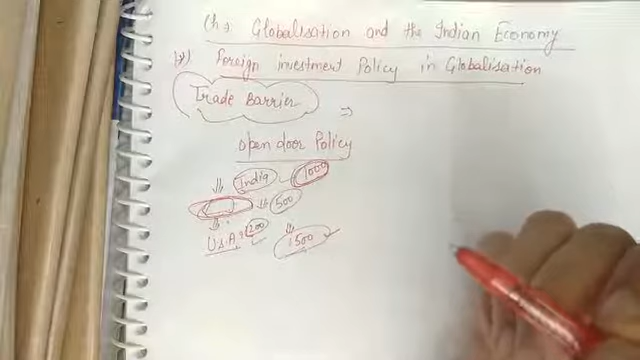 Ch:- Globalisation and the Indian Economy
Foreign investment Policy in Globalisation
Trade Barrier ⇒
open door Policy
India 1000
500
U.S.A 200 1500